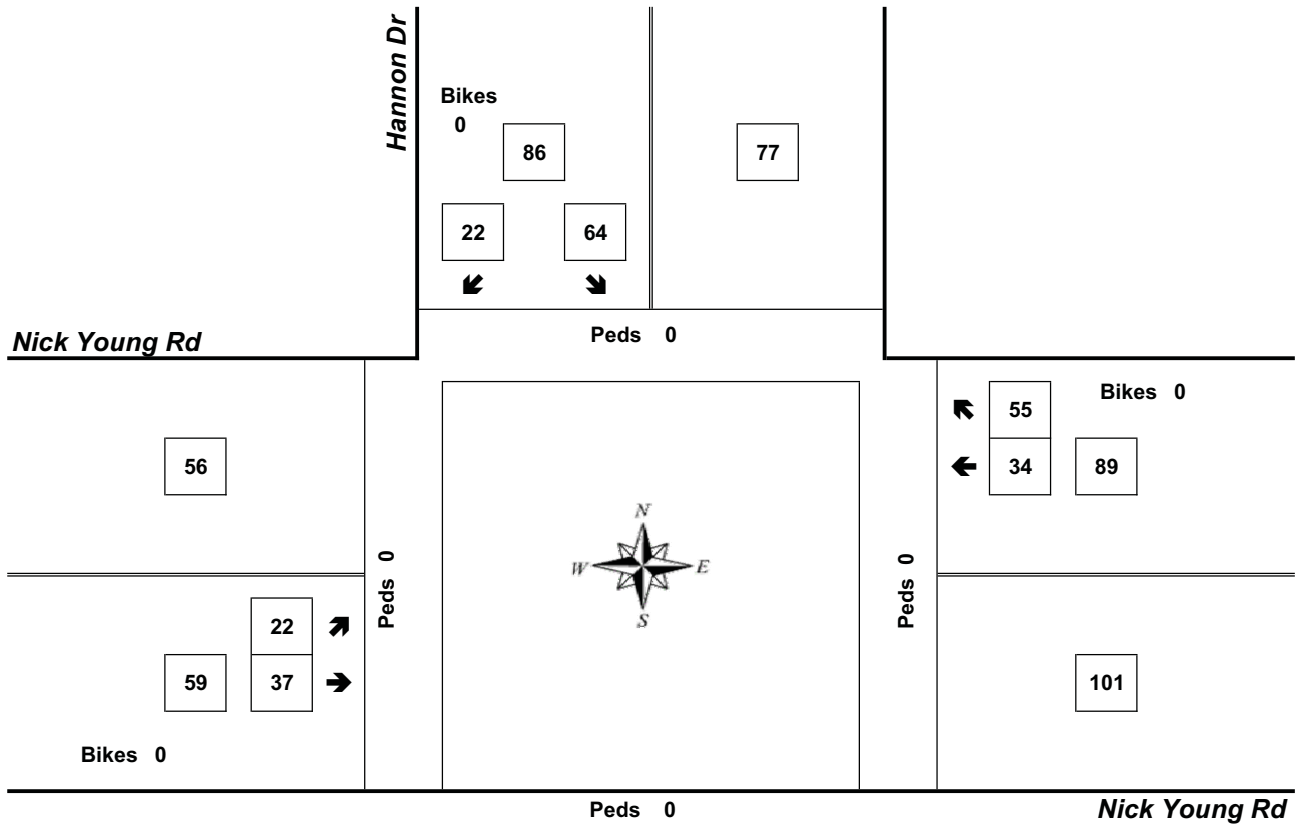 Hannon Dr
Bikes
0
86
77
22
64
Peds 0
Nick Young Rd
Bikes 0
55
56
34 89
N
W E
S
Peds 0
Peds 0
22
59 37
101
Bikes 0
Peds 0
Nick Young Rd